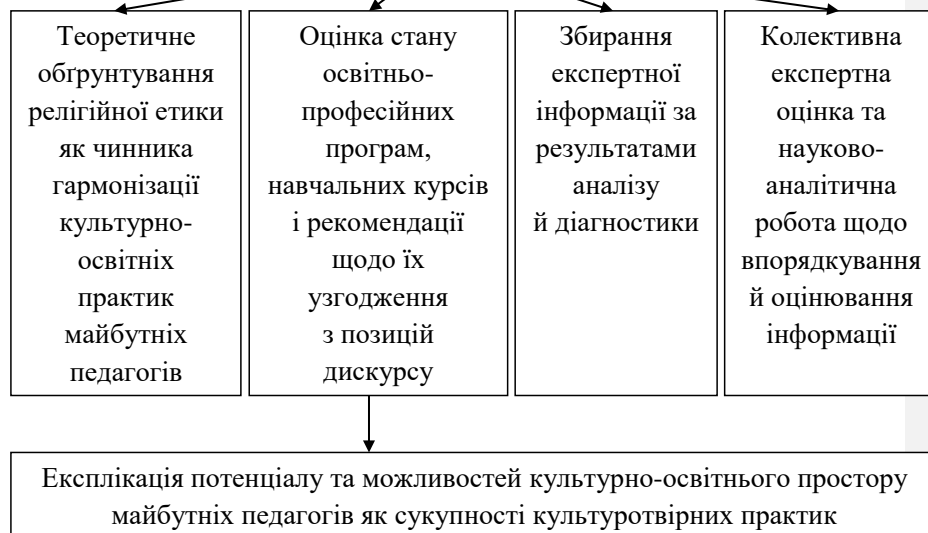 Теоретичне
обґрунтування
релігійної етики
як чинника
гармонізації
культурно-
освітніх
практик
майбутніх
педагогів
Оцінка стану
освітньо-
професійних
програм,
навчальних курсів
і рекомендації
щодо їх
узгодження
з позицій
дискурсу
Збирання
експертної
інформації за
результатами
аналізу
й діагностики
Колективна
експертна
оцінка та
науково-
аналітична
робота щодо
впорядкування
й оцінювання
інформації
Експлікація потенціалу та можливостей культурно-освітнього простору
майбутніх педагогів як сукупності культуротвірних практик